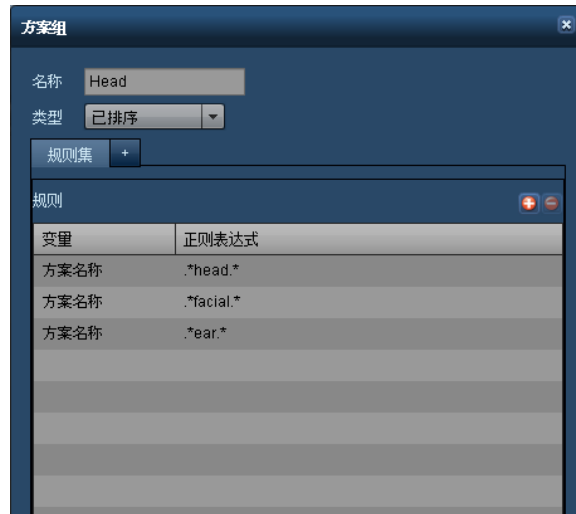 方案组
名称 Head
类型 已排序
规则集 +
规则
变量 正则表达式
方案名称 .*head.*
方案名称 .*facial.*
方案名称 .*ear.*